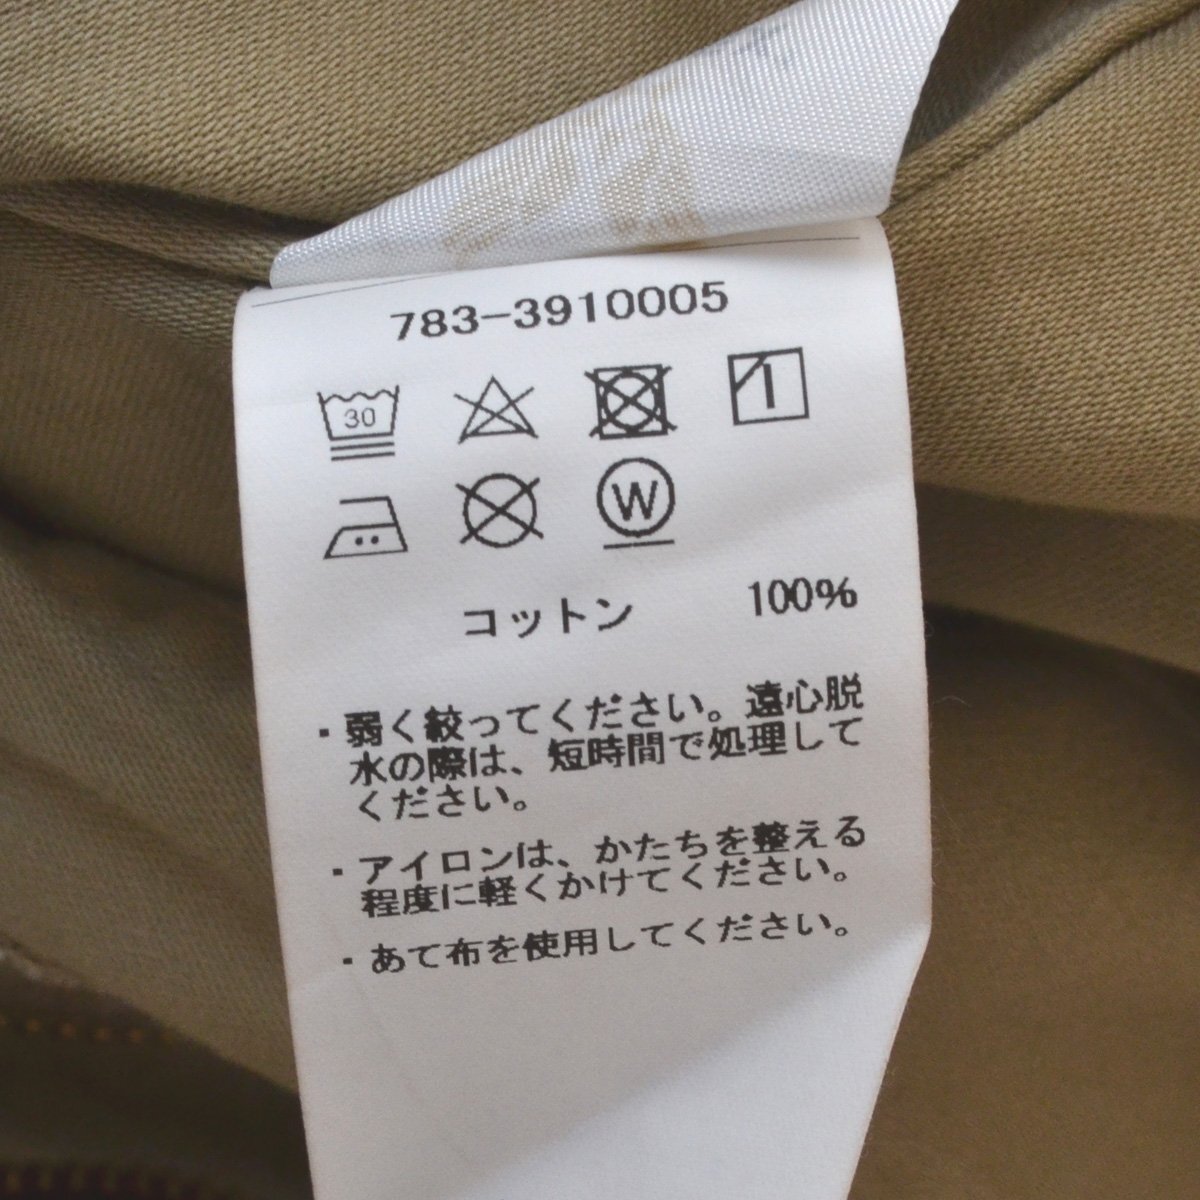 783-3910005
30
W
コットン 100%
・弱く絞ってください。遠心脱
水の際は、短時間で処理して
ください。
・アイロンは、かたちを整える
程度に軽くかけてください。
・あて布を使用してください。